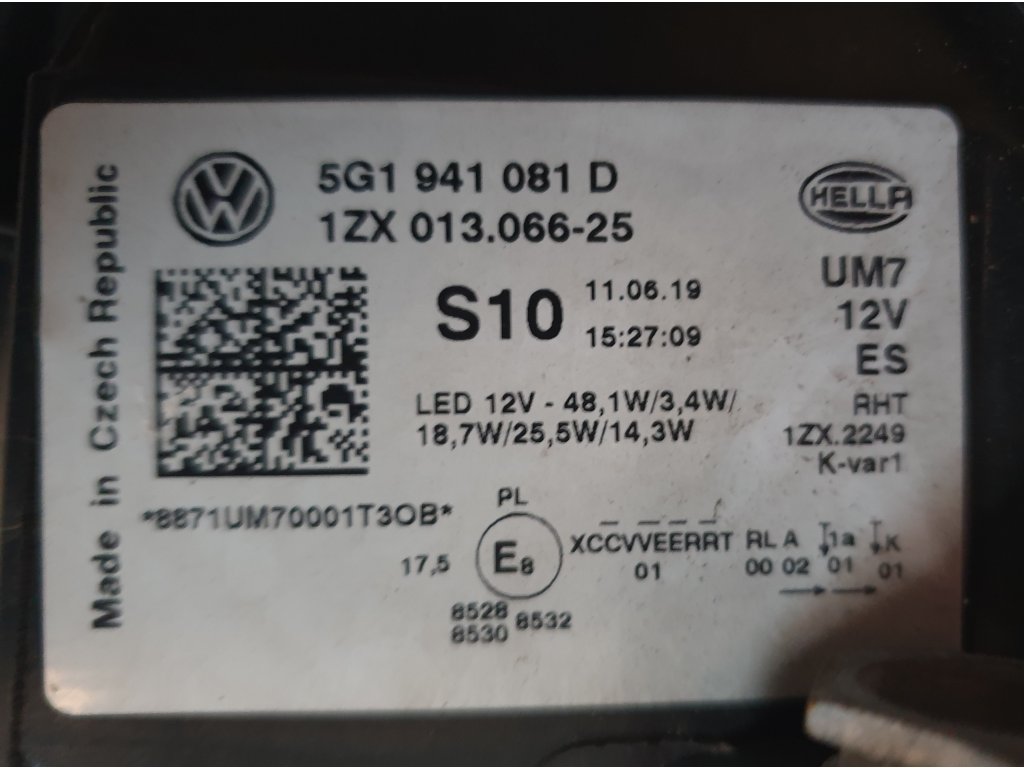 Made in Czech Republic
5G1 941 081 D
1ZX 013.066-25
HELLA
S10
11.06.19
15:27:09
UM7
12V
ES
LED 12V - 48,1W/3,4W/
18,7W/25,5W/14,3W
RHT
1ZX.2249
K-var1
*8871UM70001T3OB*
PL
17,5
E8
XCCVVEERRT RL A 1a K
01 00 02 01 01
8528
8530
8532